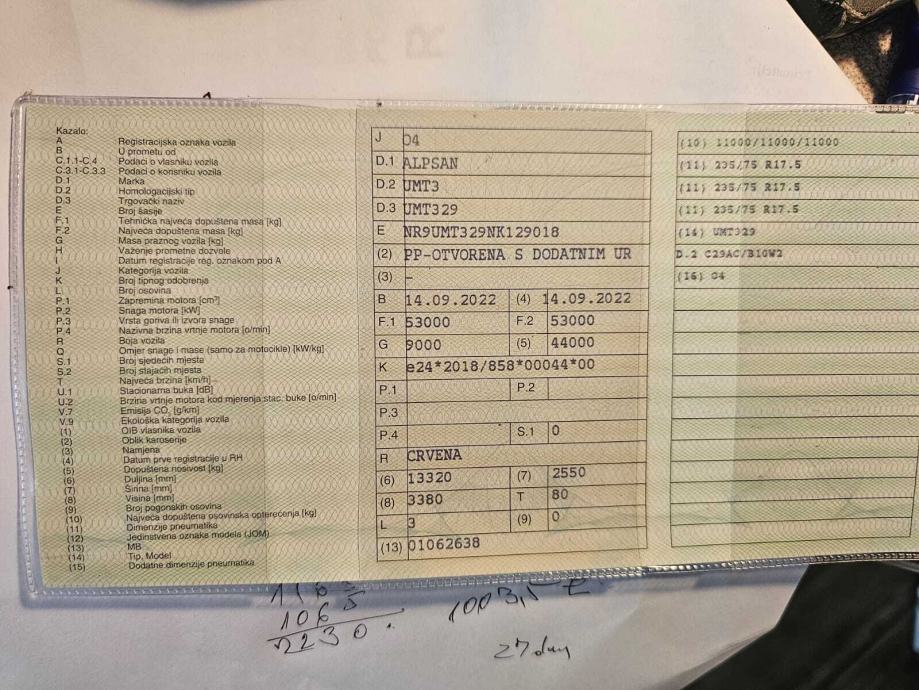 Kazalo:
A Registracijska oznaka vozila
B U prometu od
C.1.1-C.4 Podaci o vlasniku vozila
C.3.1-C.3.3 Podaci o korisniku vozila
D.1 Marka
D.2 Homologacijski tip
D.3 Trgovački naziv
E Broj šasije
F.1 Tehnička najveća dopuštena masa [kg]
F.2 Najveća dopuštena masa [kg]
G Masa praznog vozila [kg]
H Važenje prometne dozvole
I Datum registracije reg. oznakom pod A
J Kategorija vozila
K Broj tipnog odobrenja
L Broj osovina
P.1 Zapremina motora [cm³]
P.2 Snaga motora [kW]
P.3 Vrsta goriva ili izvora snage
P.4 Nazivna brzina vrtnje motora [o/min]
R Boja vozila
Q Omjer snage i mase (samo za motocikle) [kW/kg]
S.1 Broj sjedećih mjesta
S.2 Broj stajaćih mjesta
T Najveća brzina [km/h]
U.1 Stacionarna buka [dB]
U.2 Brzina vrtnje motora kod mjerenja stac. buke [o/min]
V.7 Emisija CO₂ [g/km]
V.9 Ekološka kategorija vozila
(1) OIB vlasnika vozila
(2) Oblik karoserije
(3) Namjena
(4) Datum prve registracije u RH
(5) Dopuštena nosivost [kg]
(6) Duljina [mm]
(7) Širina [mm]
(8) Visina [mm]
(9) Broj pogonskih osovina
(10) Najveća dopuštena osovinska opterećenja [kg]
(11) Dimenzije pneumatika
(12) Jedinstvena oznaka modela (JOM)
(13) MB
(14) Tip, Model
(15) Dodatne dimenzije pneumatika
J O4
D.1 ALPSAN
D.2 UMT3
D.3 UMT329
E NR9UMT329NK129018
(2) PP-OTVORENA S DODATNIM UR
(3) -
B 14.09.2022 (4) 14.09.2022
F.1 53000 F.2 53000
G 9000 (5) 44000
K e24*2018/858*00044*00
P.1 P.2
P.3
P.4 S.1 0
R CRVENA
(6) 13320 (7) 2550
(8) 3380 T 80
L 3 (9) 0
(13) 01062638
(10) 11000/11000/11000
(11) 235/75 R17.5
(11) 235/75 R17.5
(11) 235/75 R17.5
(14) UMT329
D.2 C29AC/B10W2
(16) O4
1065
2230.
1003,5 €.
27 day